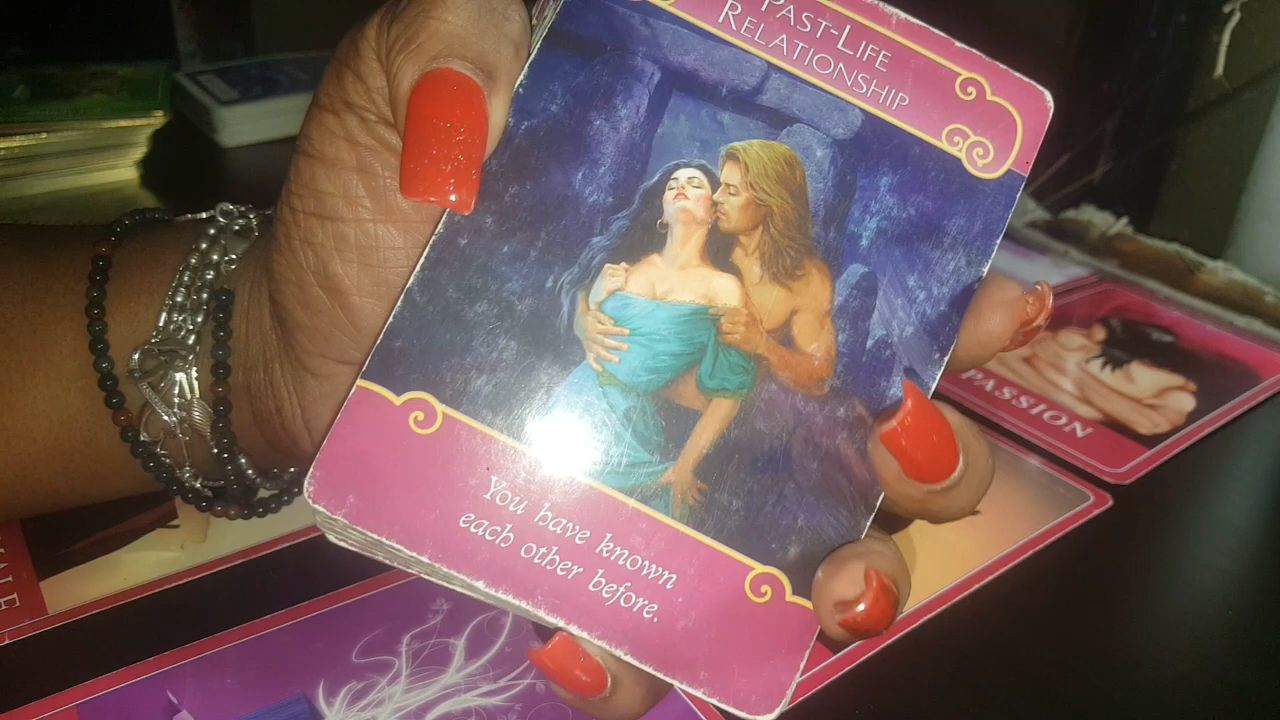 PAST-LIFE
RELATIONSHIP
You have known
each other before.
PASSION